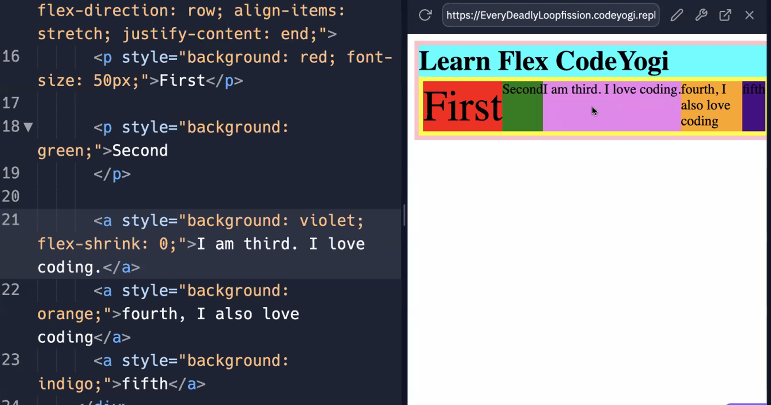 flex-direction: row; align-items:
stretch; justify-content: end;">
16 <p style="background: red; font-
size: 50px;">First</p>
17
18 <p style="background:
green;">Second
19 </p>
20
21 <a style="background: violet;
flex-shrink: 0;">I am third. I love
coding.</a>
22 <a style="background:
orange;">fourth, I also love
coding</a>
23 <a style="background:
indigo;">fifth</a>
24 </div>
https://EveryDeadlyLoopfission.codeyogi.repl
Learn Flex CodeYogi
First
Second
I am third. I love coding.
fourth, I
also love
coding
fifth